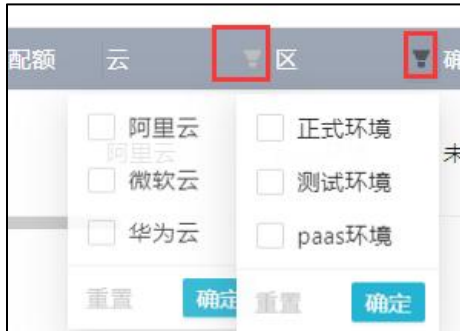 配额 云 区 确
阿里云 正式环境
阿里云 未
微软云 测试环境
华为云 paas环境
重置 确定 重置 确定